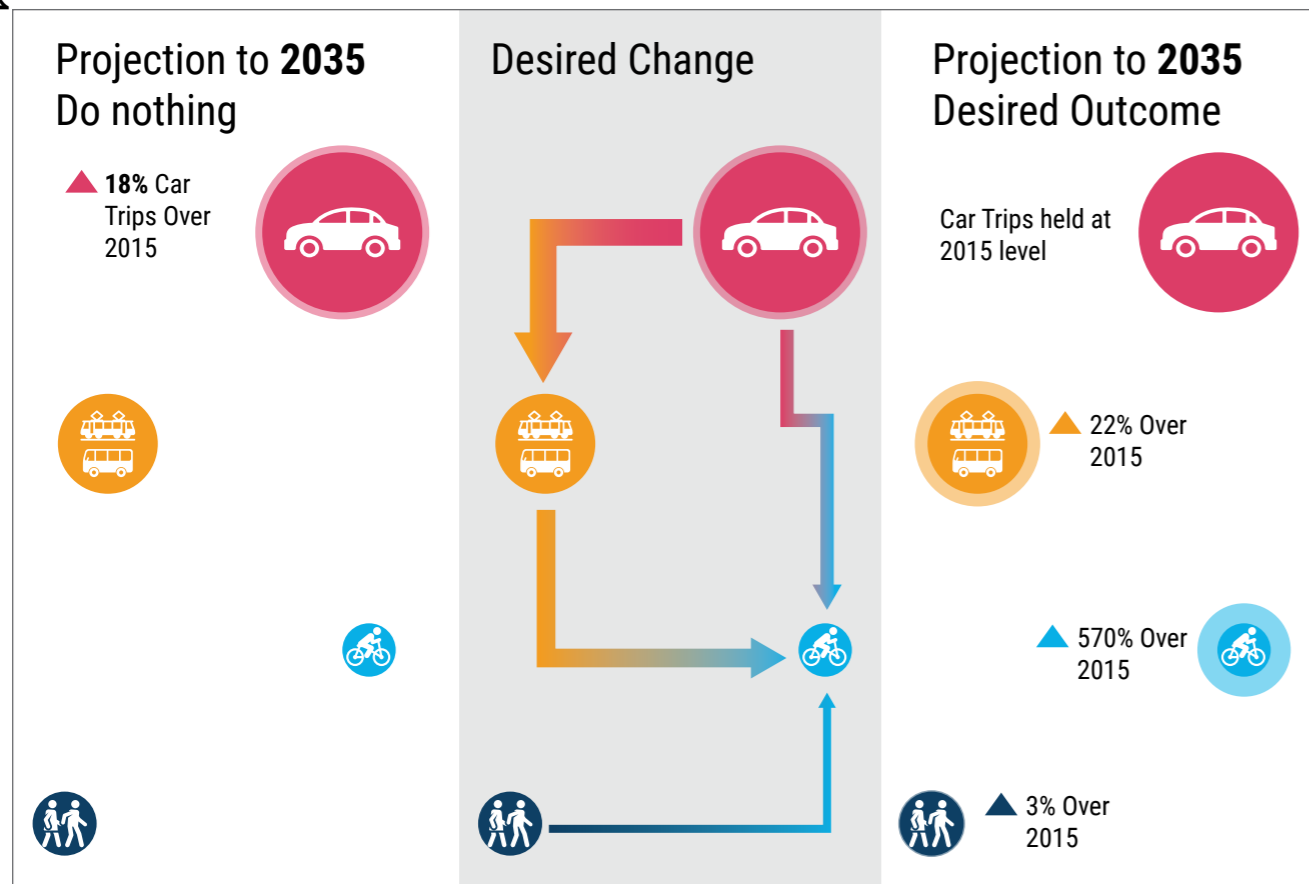 Projection to 2035
Do nothing
18% Car
Trips Over
2015
Desired Change
Projection to 2035
Desired Outcome
Car Trips held at
2015 level
22% Over
2015
570% Over
2015
3% Over
2015